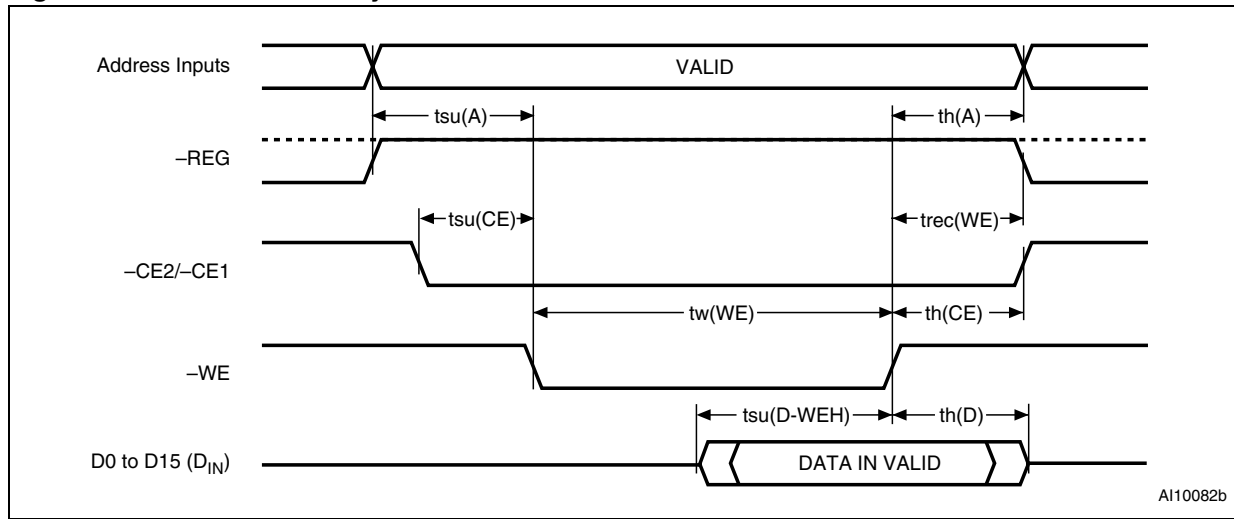 Address Inputs
VALID
tsu(A)
th(A)
–REG
tsu(CE)
trec(WE)
–CE2/–CE1
tw(WE)
th(CE)
–WE
tsu(D-WEH)
th(D)
D0 to D15 (DIN)
DATA IN VALID
AI10082b